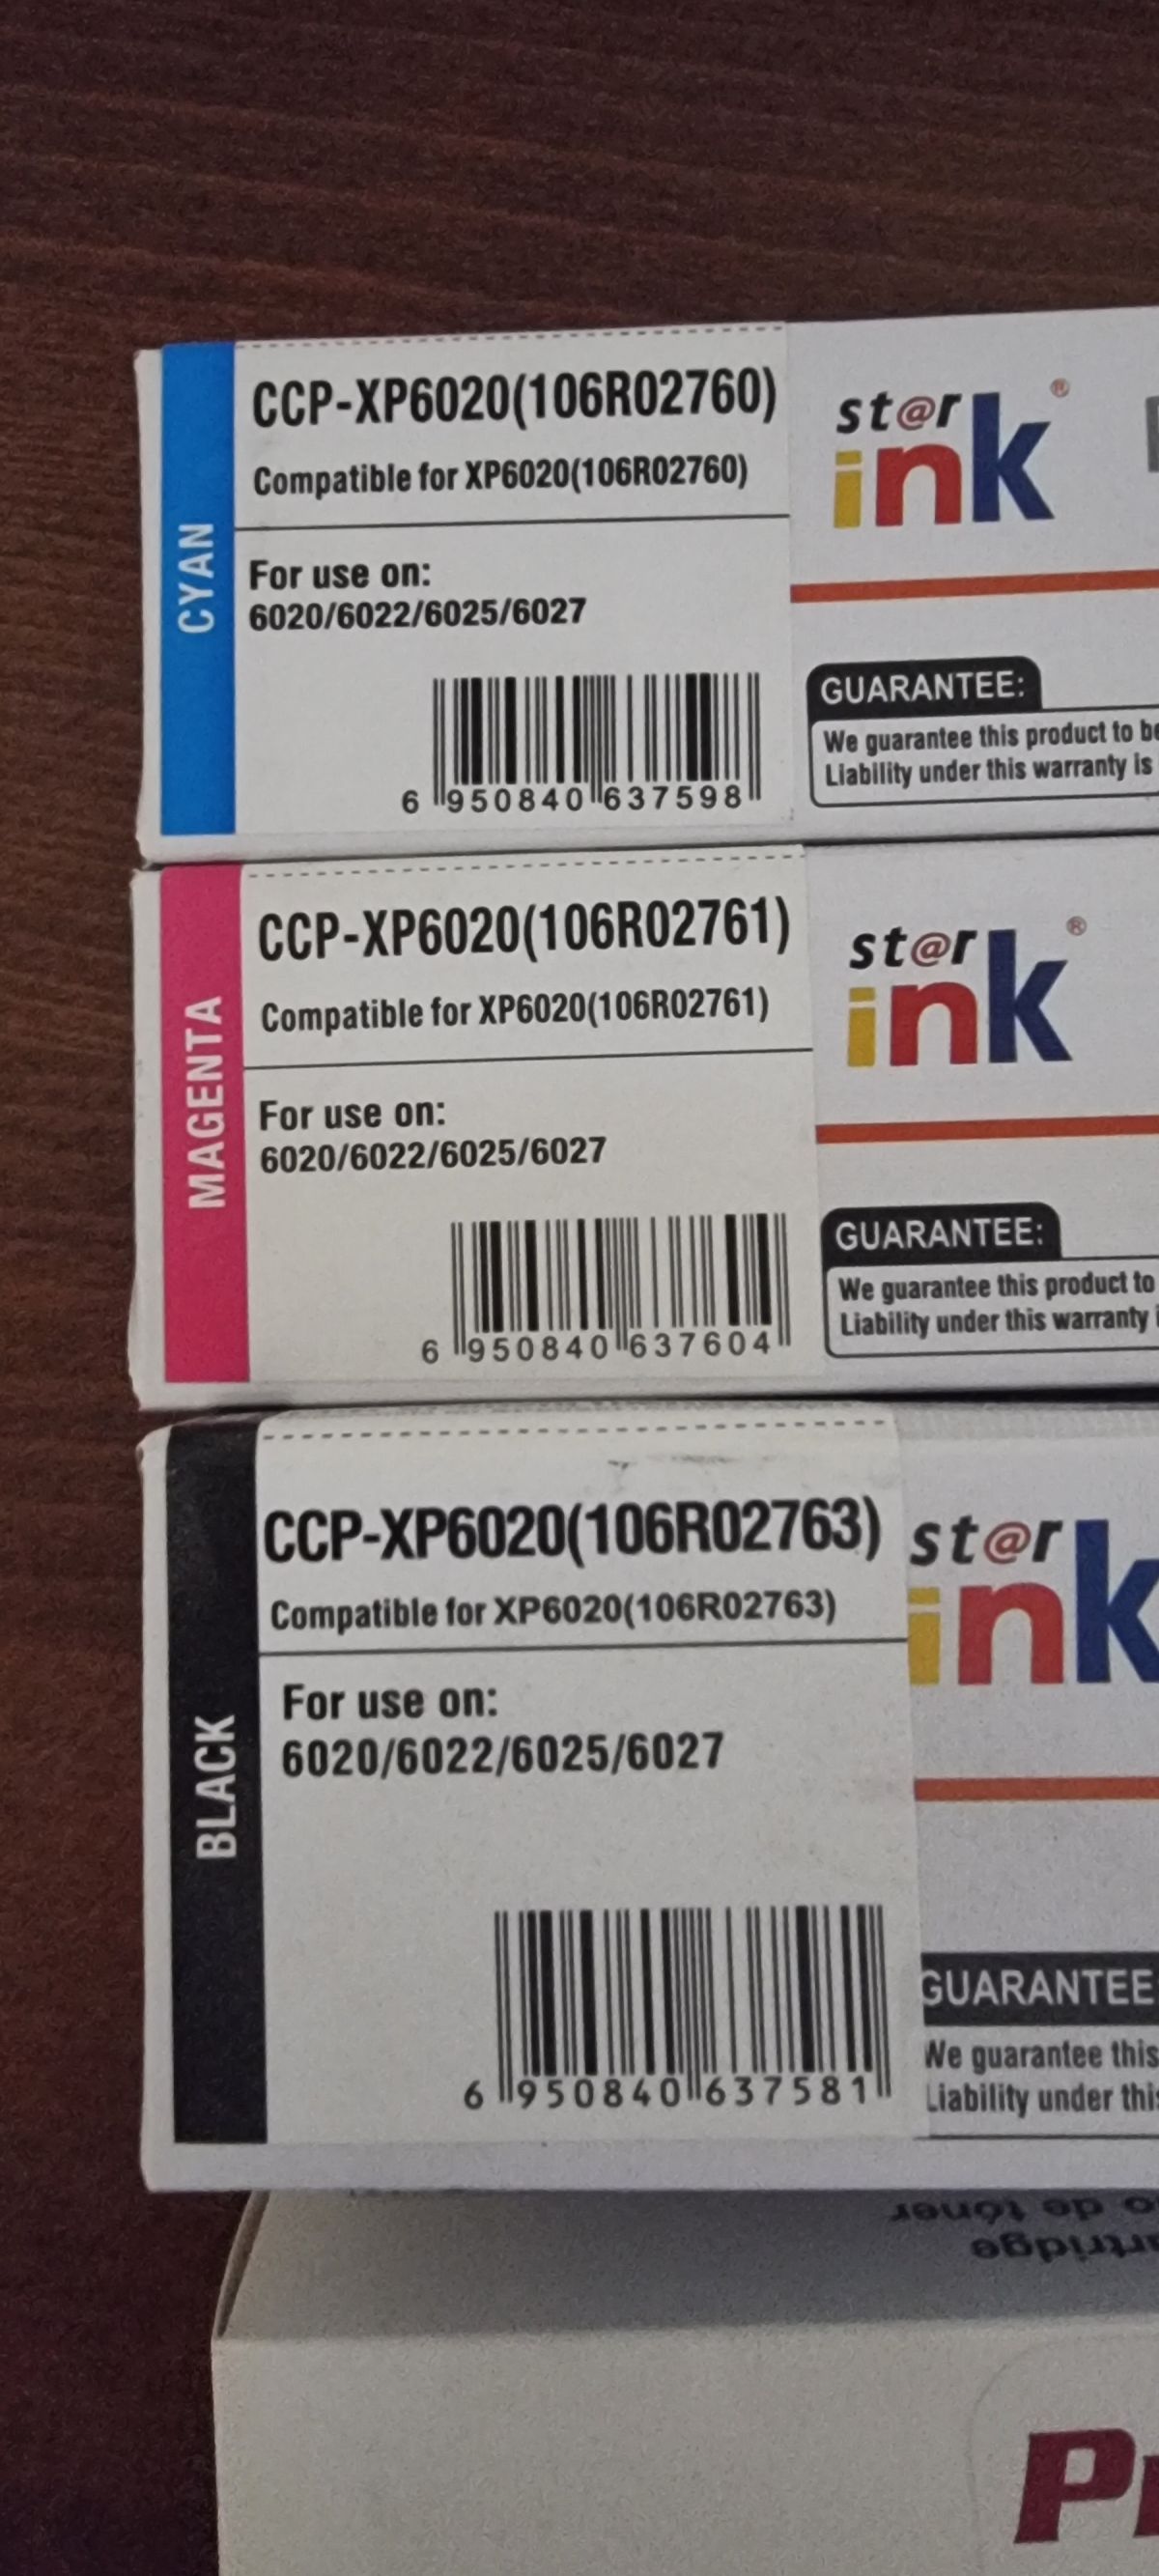 CYAN
CCP-XP6020(106R02760)
Compatible for XP6020(106R02760)
For use on:
6020/6022/6025/6027
6 950840 637598
st@r
ink ®
GUARANTEE:
We guarantee this product to be
Liability under this warranty is
MAGENTA
CCP-XP6020(106R02761)
Compatible for XP6020(106R02761)
For use on:
6020/6022/6025/6027
6 950840 637604
st@r
ink ®
GUARANTEE:
We guarantee this product to
Liability under this warranty
BLACK
CCP-XP6020(106R02763)
Compatible for XP6020(106R02763)
For use on:
6020/6022/6025/6027
6 950840 637581
st@r
ink
GUARANTEE
We guarantee this
Liability under this
de tóner